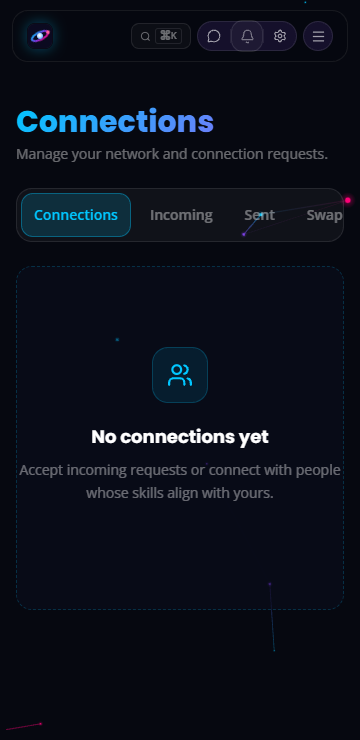 ⌘K
Connections
Manage your network and connection requests.
Connections Incoming Sent Swap
No connections yet
Accept incoming requests or connect with people
whose skills align with yours.